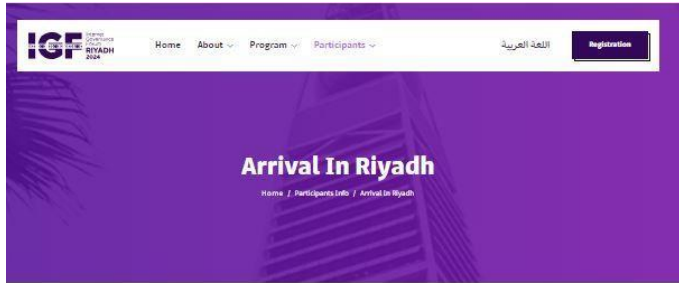 IGF
Internet
Governance
Forum
RIYADH
2024
Home About Program Participants
اللغة العربية
Registration
Arrival In Riyadh
Home / Participants Info / Arrival In Riyadh